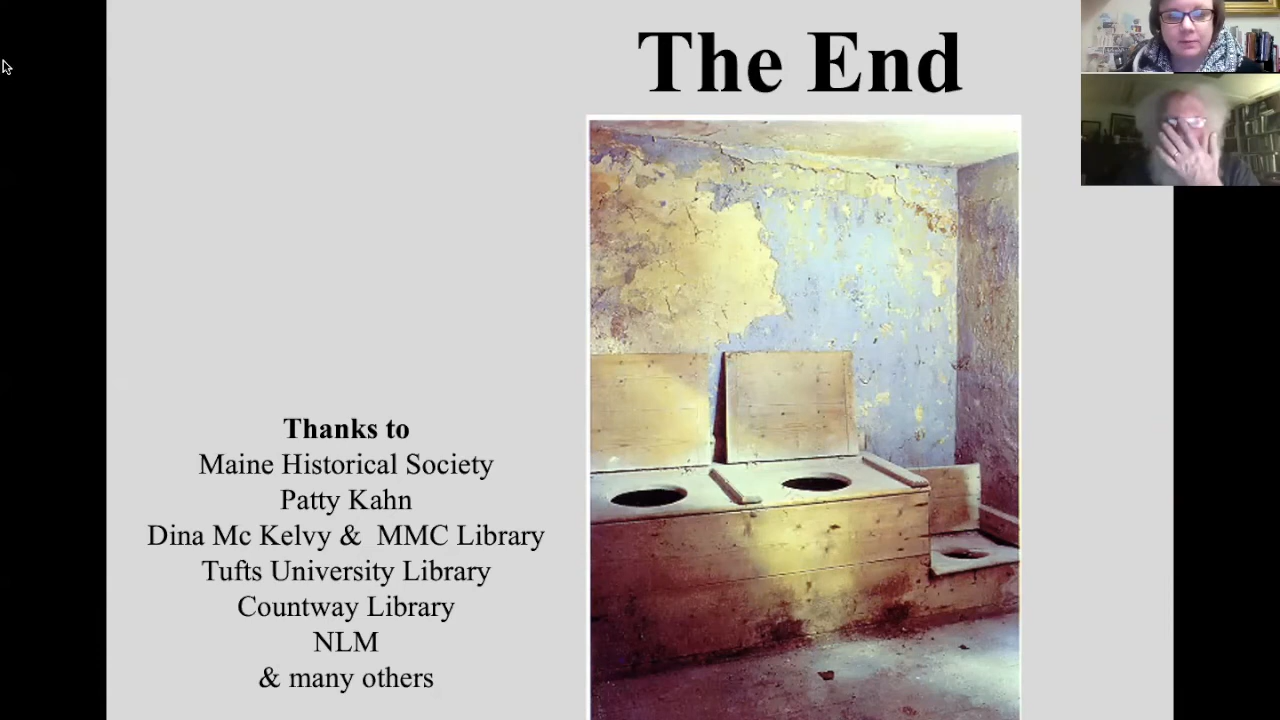 The End
Thanks to
Maine Historical Society
Patty Kahn
Dina Mc Kelvy & MMC Library
Tufts University Library
Countway Library
NLM
& many others